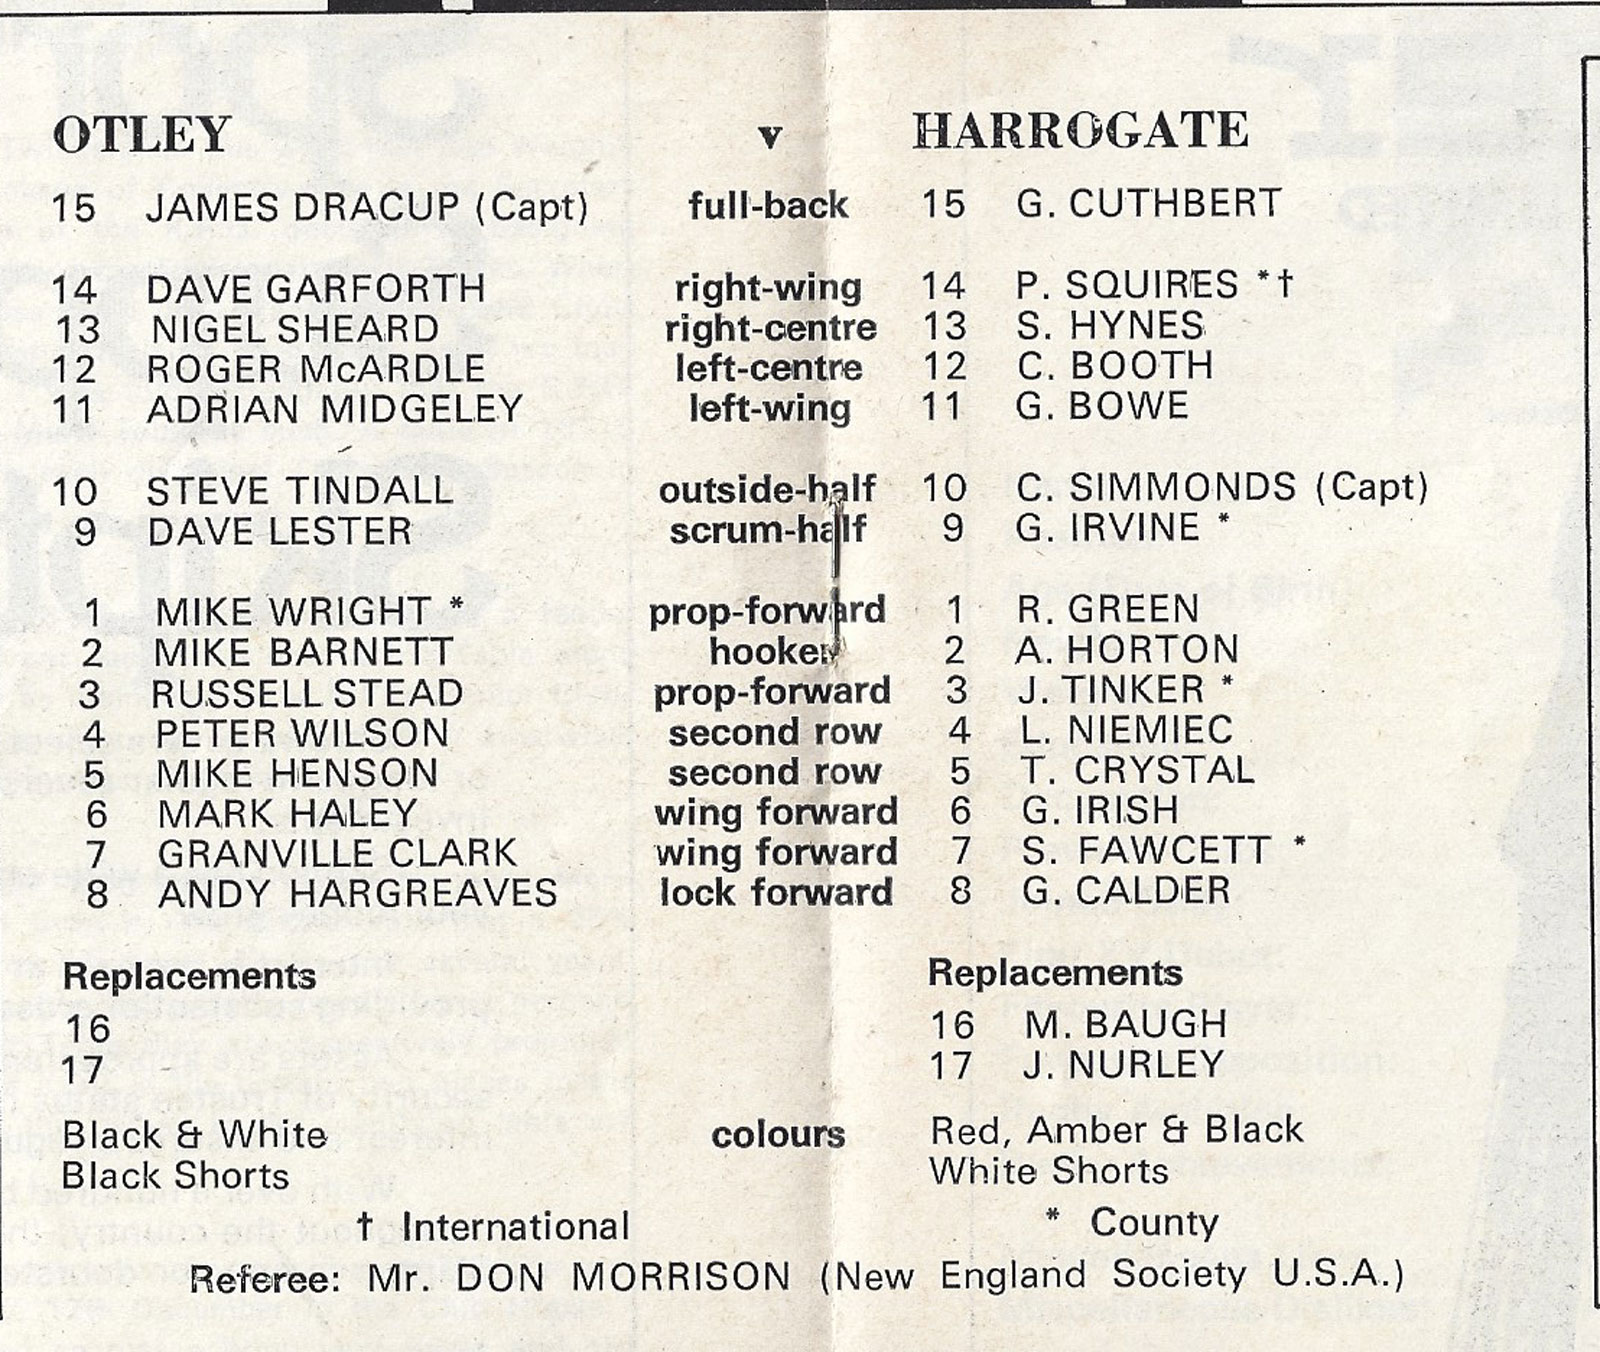 OTLEY v HARROGATE
15 JAMES DRACUP (Capt) full-back 15 G. CUTHBERT
14 DAVE GARFORTH right-wing 14 P. SQUIRES *†
13 NIGEL SHEARD right-centre 13 S. HYNES
12 ROGER McARDLE left-centre 12 C. BOOTH
11 ADRIAN MIDGELEY left-wing 11 G. BOWE
10 STEVE TINDALL outside-half 10 C. SIMMONDS (Capt)
9 DAVE LESTER scrum-half 9 G. IRVINE *
1 MIKE WRIGHT * prop-forward 1 R. GREEN
2 MIKE BARNETT hooker 2 A. HORTON
3 RUSSELL STEAD prop-forward 3 J. TINKER *
4 PETER WILSON second row 4 L. NIEMIEC
5 MIKE HENSON second row 5 T. CRYSTAL
6 MARK HALEY wing forward 6 G. IRISH
7 GRANVILLE CLARK wing forward 7 S. FAWCETT *
8 ANDY HARGREAVES lock forward 8 G. CALDER
Replacements Replacements
16 16 M. BAUGH
17 17 J. NURLEY
Black & White colours Red, Amber & Black
Black Shorts White Shorts
† International * County
Referee: Mr. DON MORRISON (New England Society U.S.A.)